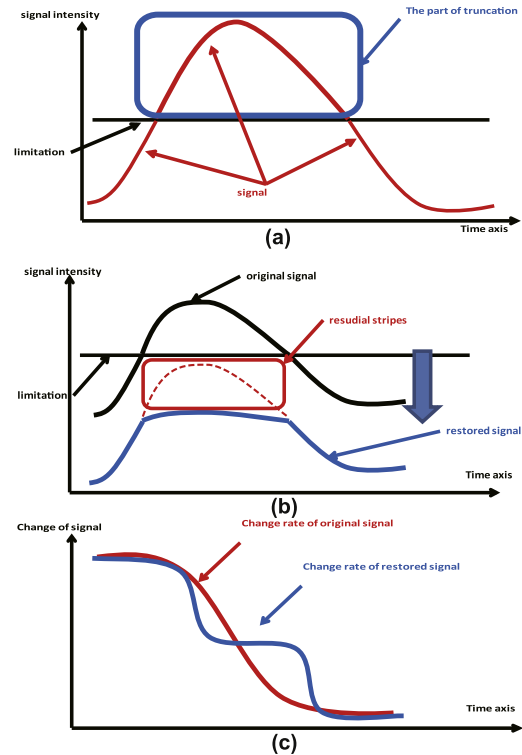 signal intensity
The part of truncation
limitation
signal
Time axis
(a)
signal intensity
original signal
resudial stripes
limitation
restored signal
Time axis
(b)
Change of signal
Change rate of original signal
Change rate of restored signal
Time axis
(c)